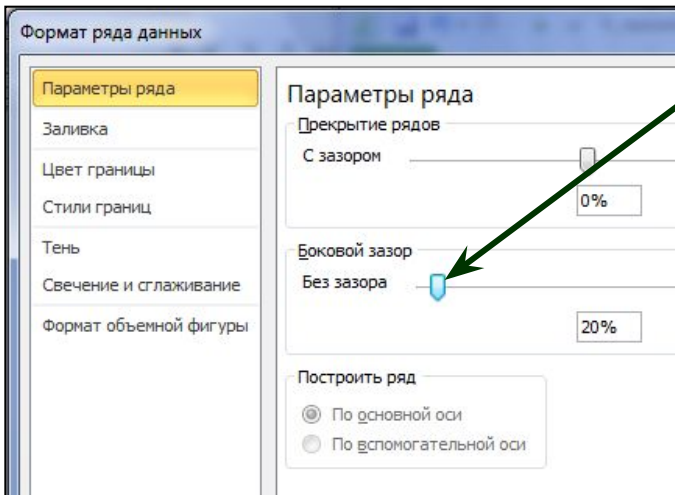 Формат ряда данных
Параметры ряда
Заливка
Цвет границы
Стили границ
Тень
Свечение и сглаживание
Формат объемной фигуры
Параметры ряда
Прекрытие рядов
С зазором
0%
Боковой зазор
Без зазора
20%
Построить ряд
По основной оси
По вспомогательной оси